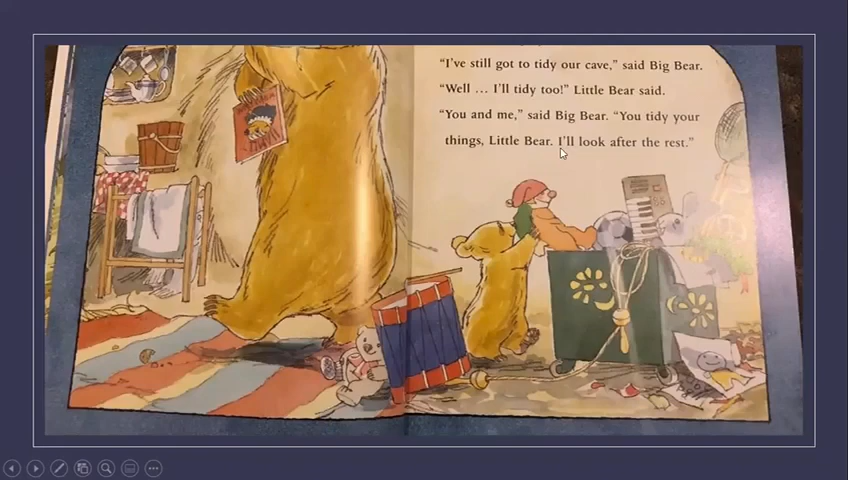 "I've still got to tidy our cave," said Big Bear.
"Well ... I'll tidy too!" Little Bear said.
"You and me," said Big Bear. "You tidy your
things, Little Bear. I'll look after the rest."